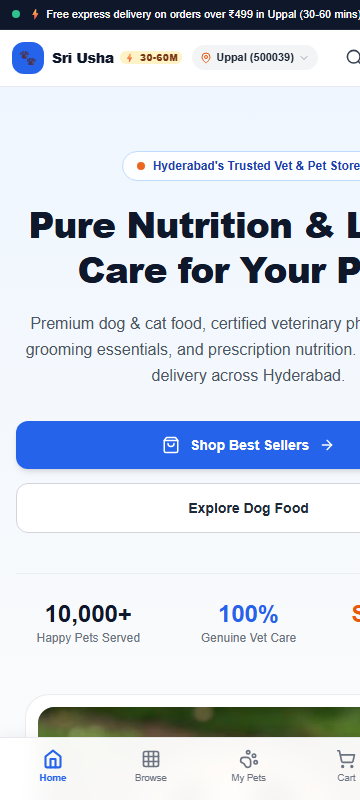 Free express delivery on orders over ₹499 in Uppal (30-60 mins)
Sri Usha
30-60M
Uppal (500039)
Hyderabad's Trusted Vet & Pet Store
Pure Nutrition & L
Care for Your P
Premium dog & cat food, certified veterinary ph
grooming essentials, and prescription nutrition.
delivery across Hyderabad.
Shop Best Sellers
Explore Dog Food
10,000+
Happy Pets Served
100%
Genuine Vet Care
Home
Browse
My Pets
Cart